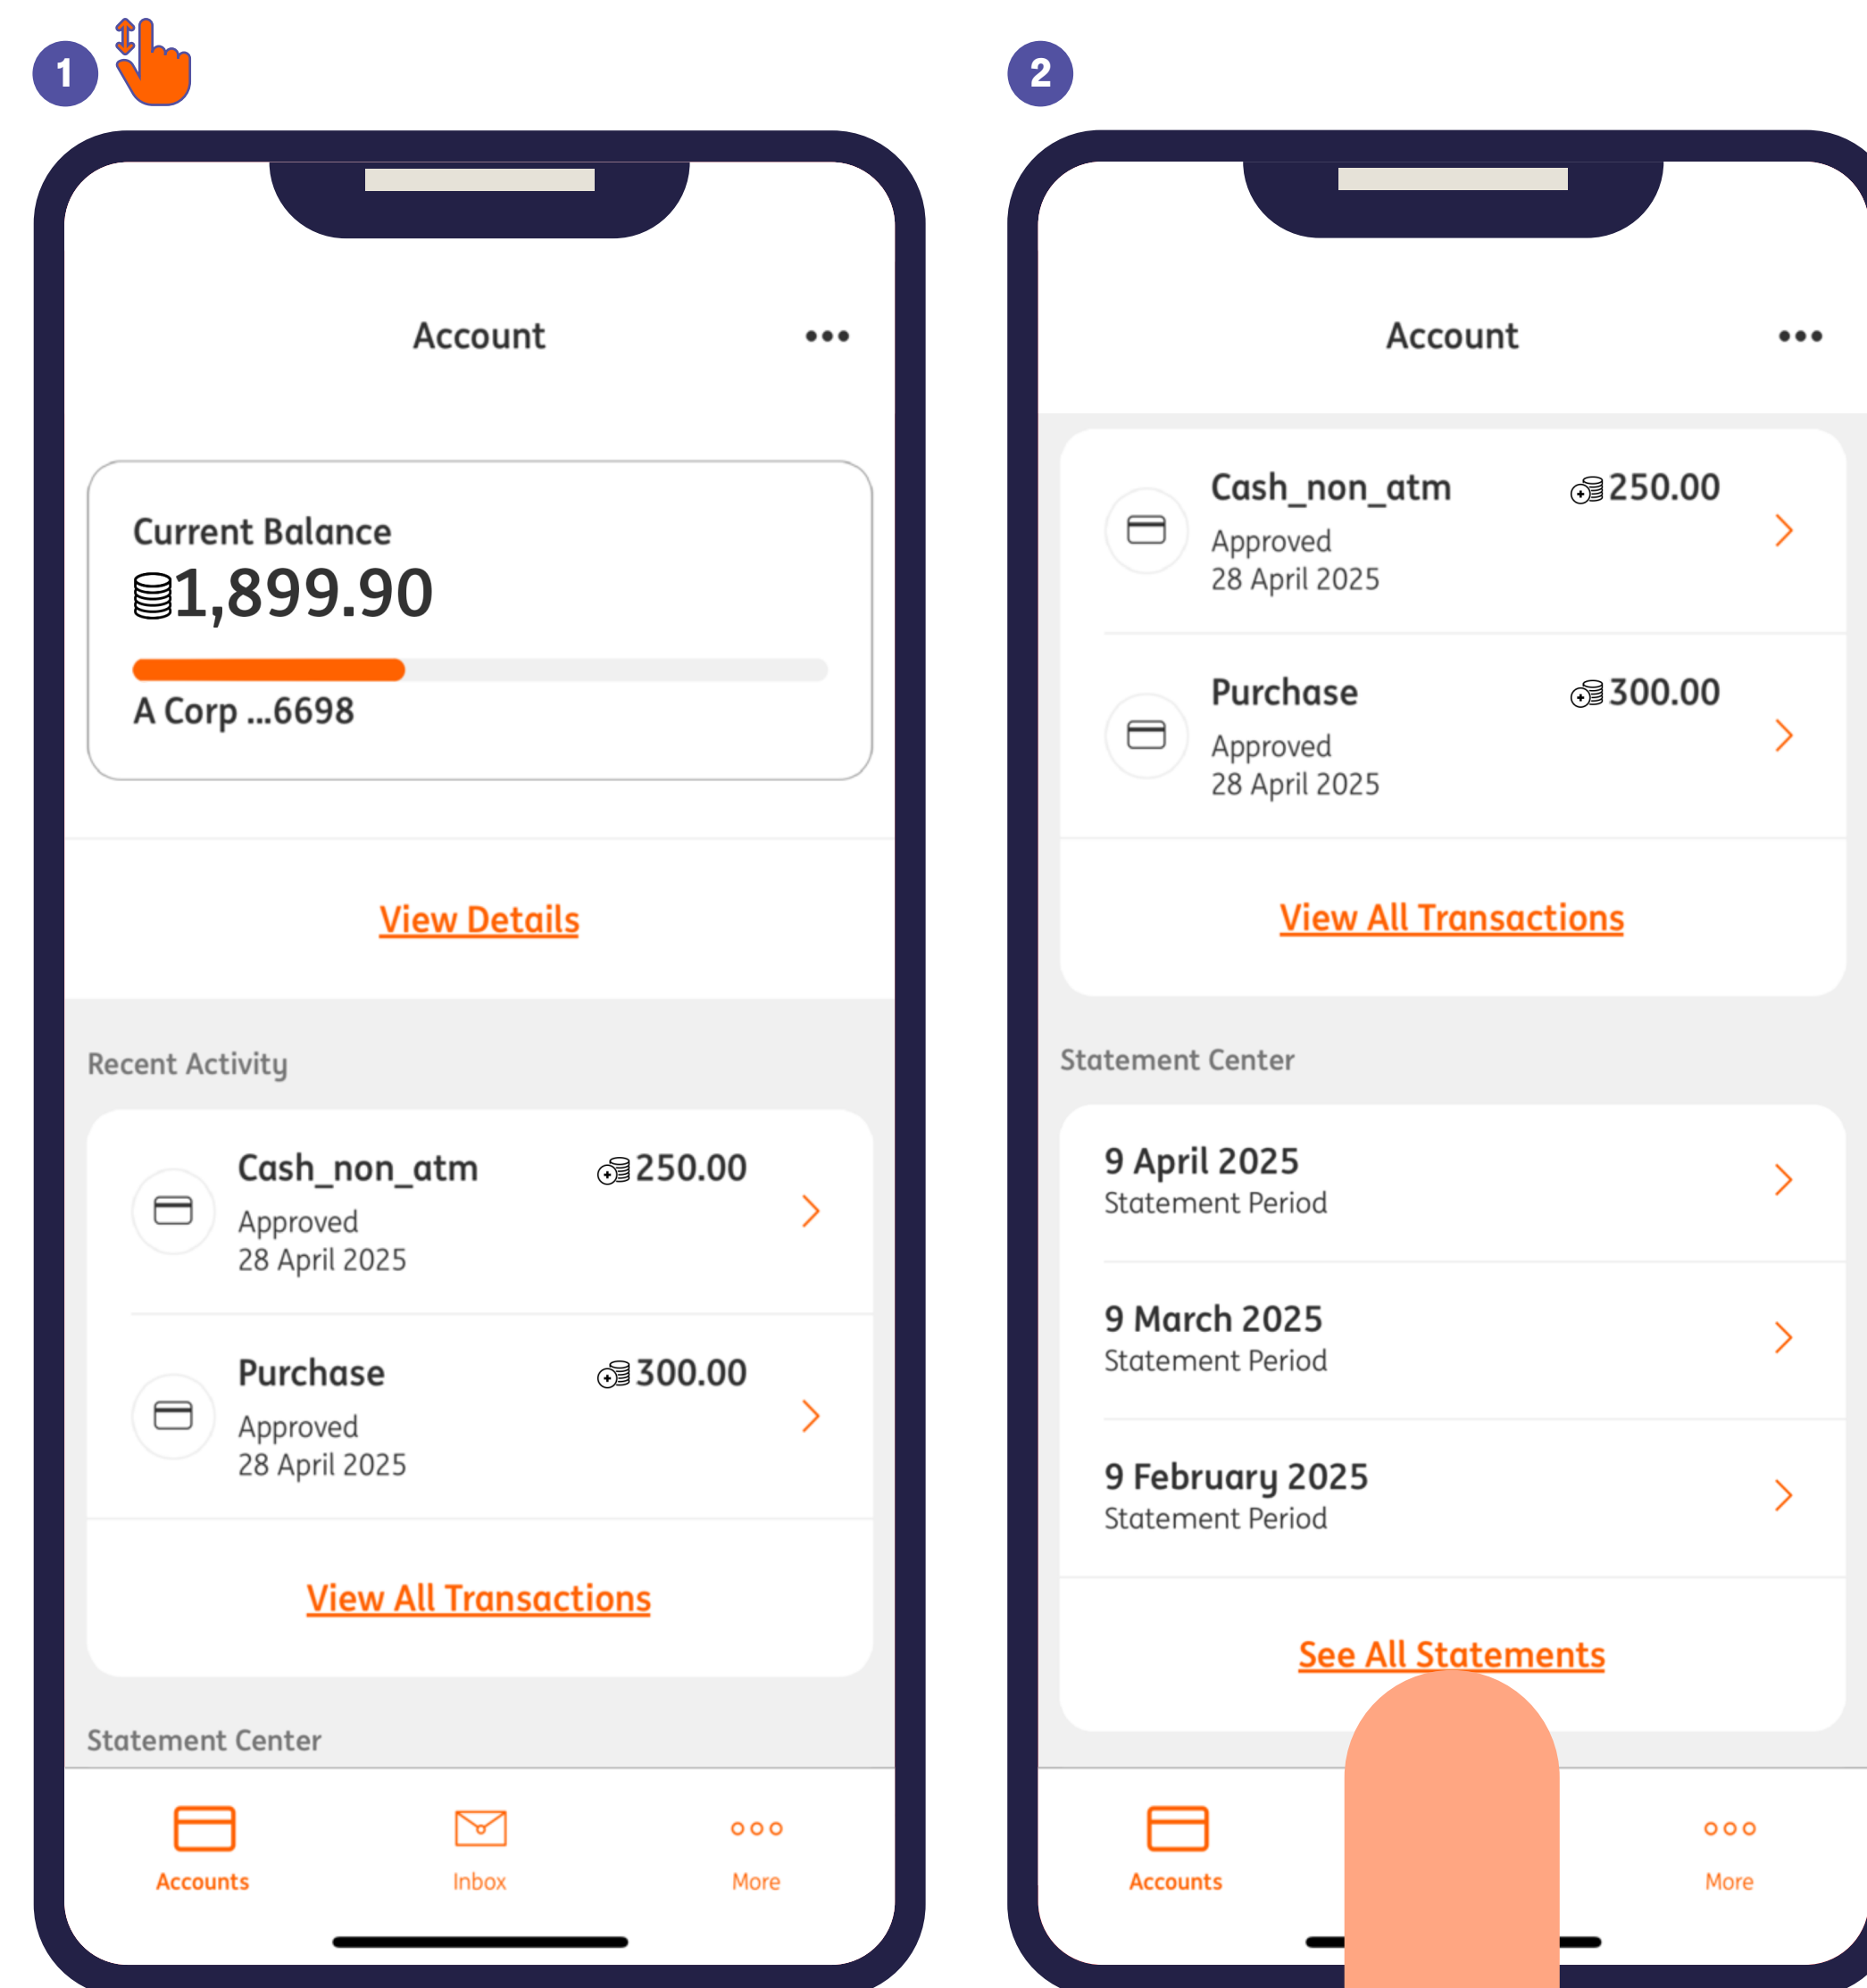 1
Account
Current Balance
1,899.90
A Corp ...6698
View Details
Recent Activity
Cash_non_atm 250.00
Approved
28 April 2025
Purchase 300.00
Approved
28 April 2025
View All Transactions
Statement Center
Accounts Inbox More
2
Account
Cash_non_atm 250.00
Approved
28 April 2025
Purchase 300.00
Approved
28 April 2025
View All Transactions
Statement Center
9 April 2025
Statement Period
9 March 2025
Statement Period
9 February 2025
Statement Period
See All Statements
Accounts More